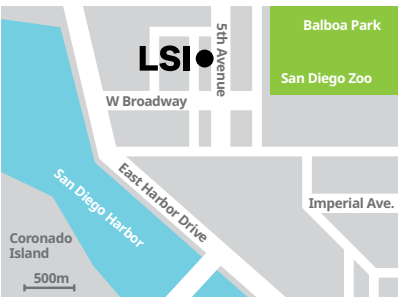 Balboa Park
5th Avenue
LSI
San Diego Zoo
W Broadway
East Harbor Drive
San Diego Harbor
Imperial Ave.
Coronado
Island
500m